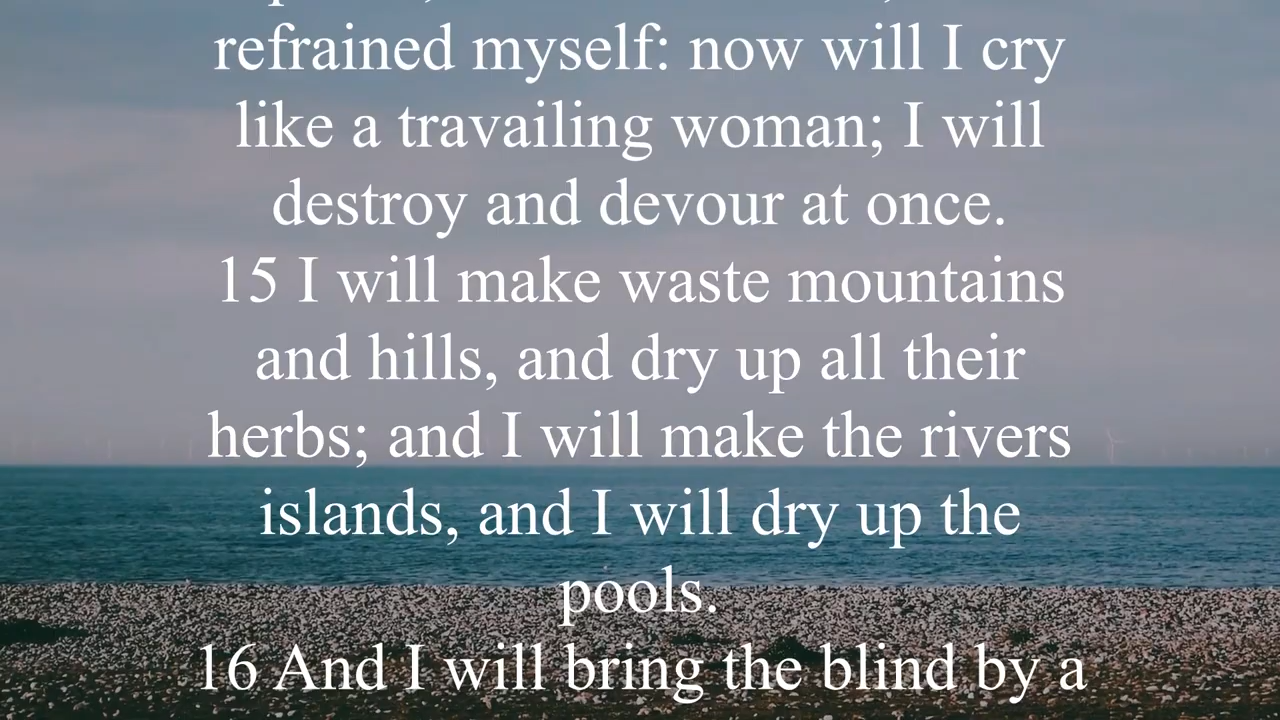 refrained myself: now will I cry
like a travailing woman; I will
destroy and devour at once.
15 I will make waste mountains
and hills, and dry up all their
herbs; and I will make the rivers
islands, and I will dry up the
pools.
16 And I will bring the blind by a